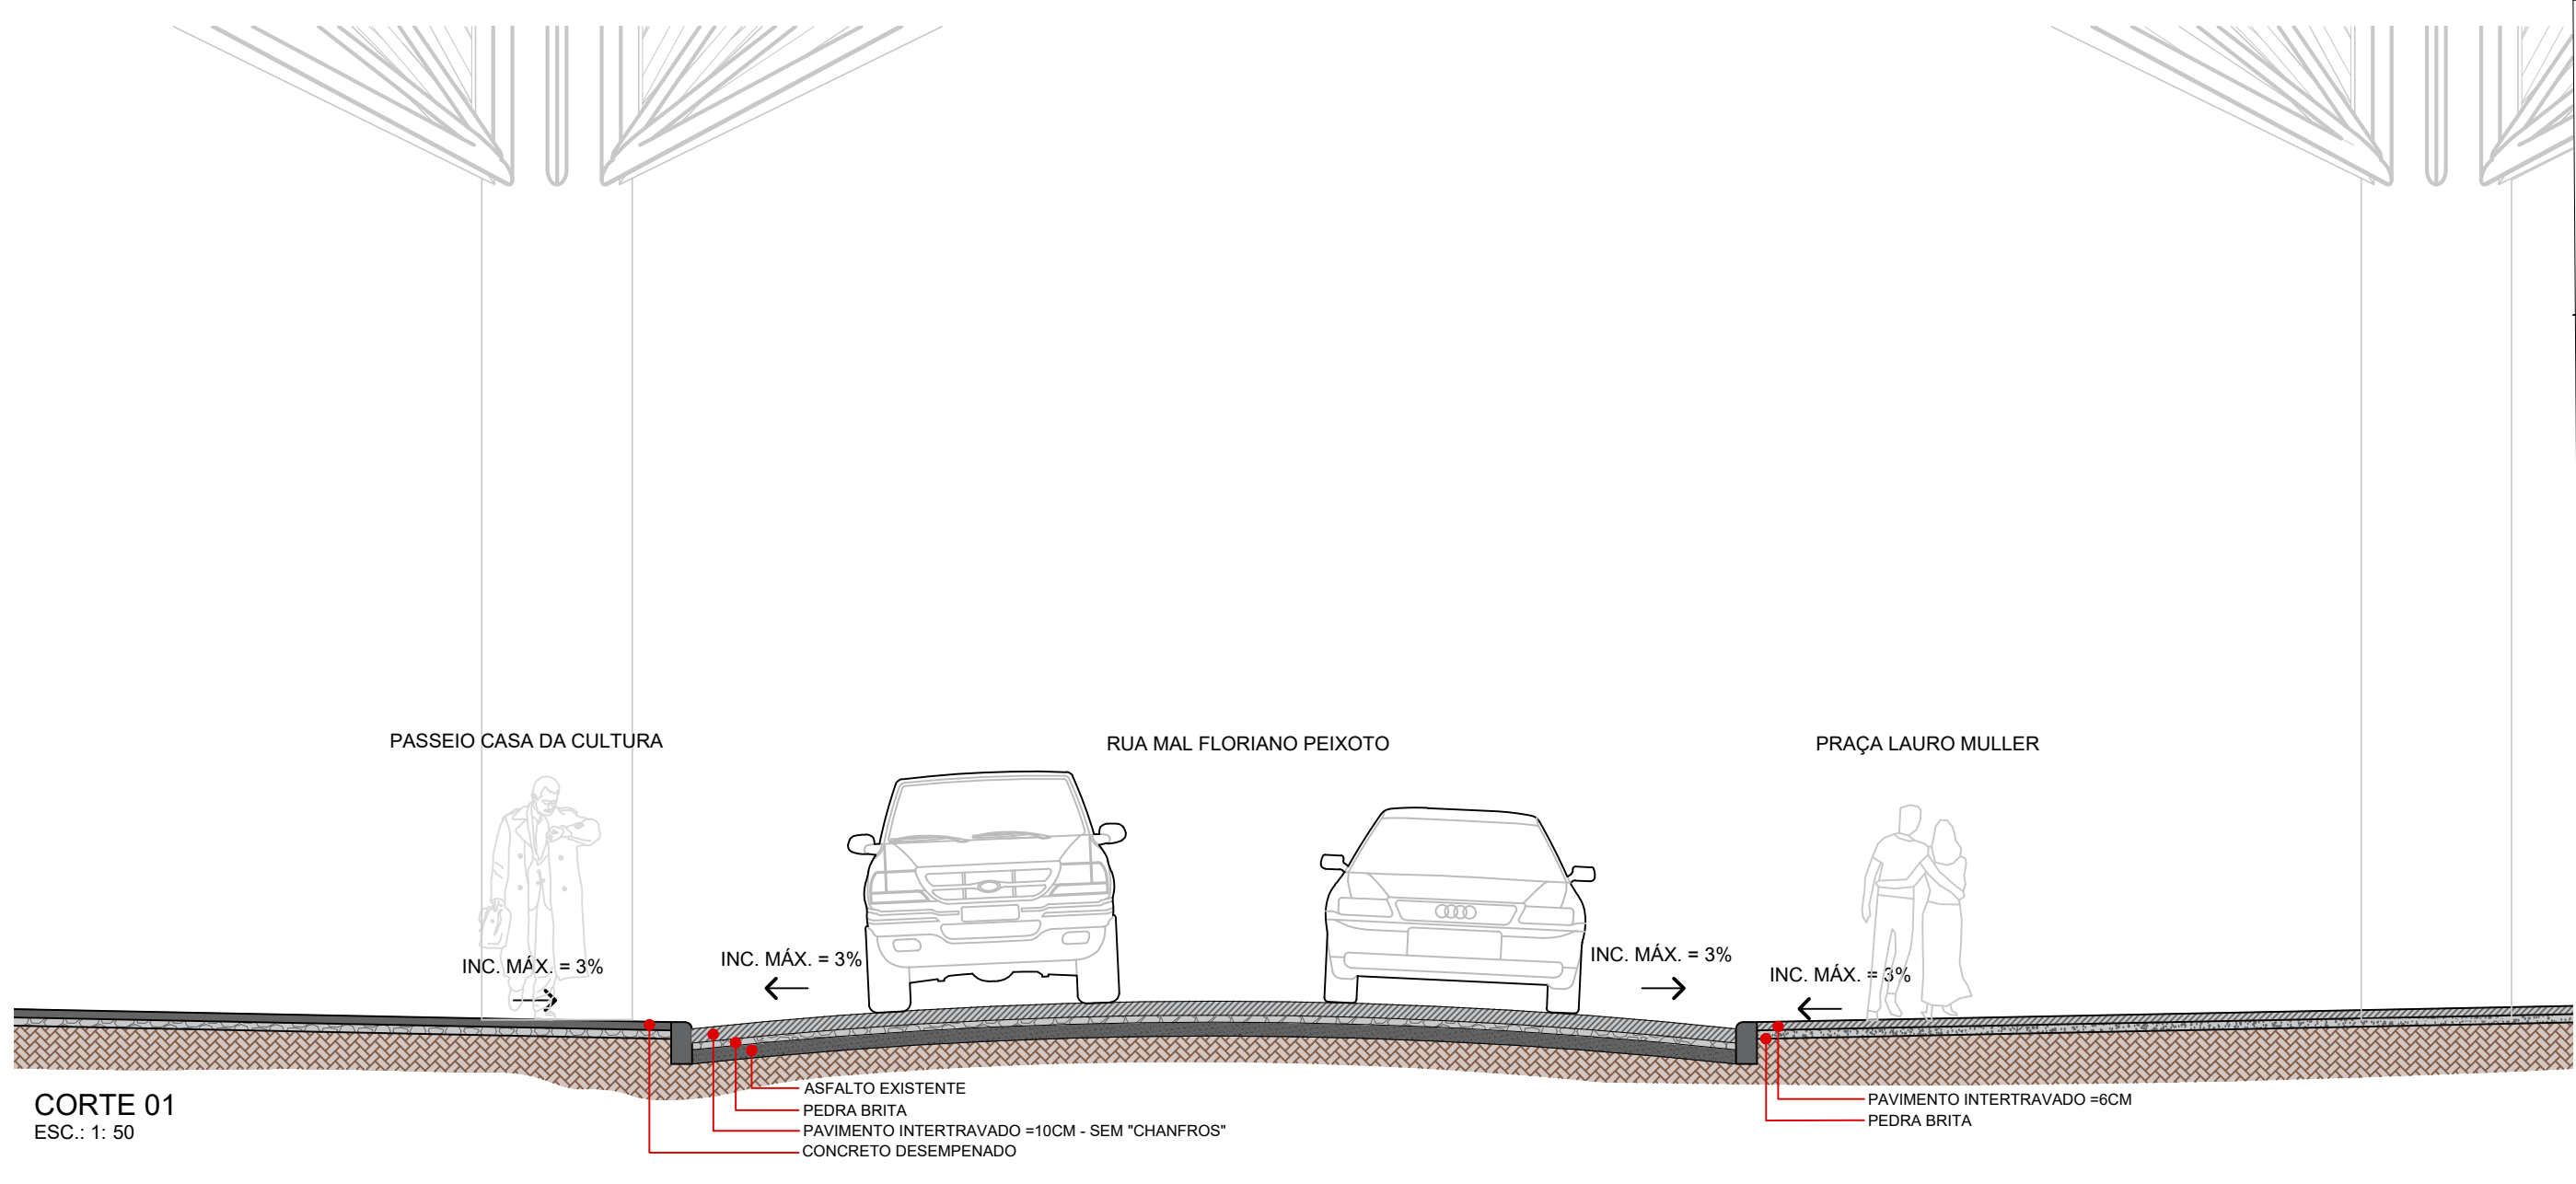 PASSEIO CASA DA CULTURA
RUA MAL FLORIANO PEIXOTO
PRAÇA LAURO MULLER
INC. MÁX. = 3%
INC. MÁX. = 3%
INC. MÁX. = 3%
INC. MÁX. = 3%
ASFALTO EXISTENTE
PEDRA BRITA
PAVIMENTO INTERTRAVADO =10CM - SEM "CHANFROS"
CONCRETO DESEMPENADO
PAVIMENTO INTERTRAVADO =6CM
PEDRA BRITA
CORTE 01
ESC.: 1: 50